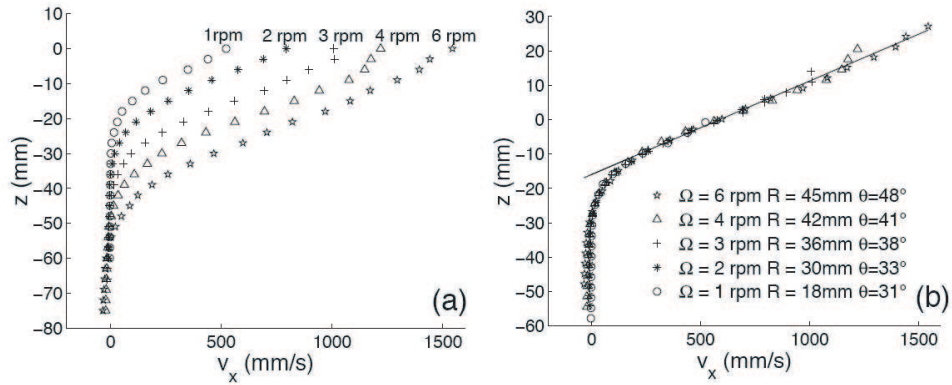 1rpm 2 rpm 3 rpm 4 rpm 6 rpm
10
0
−10
−20
−30
−40
−50
−60
−70
−80
z (mm)
0 500 1000 1500
v_x (mm/s)
(a)
30
20
10
0
−10
−20
−30
−40
−50
−60
z (mm)
Ω = 6 rpm R = 45mm θ=48°
Ω = 4 rpm R = 42mm θ=41°
Ω = 3 rpm R = 36mm θ=38°
Ω = 2 rpm R = 30mm θ=33°
Ω = 1 rpm R = 18mm θ=31°
(b)
0 500 1000 1500
v_x (mm/s)